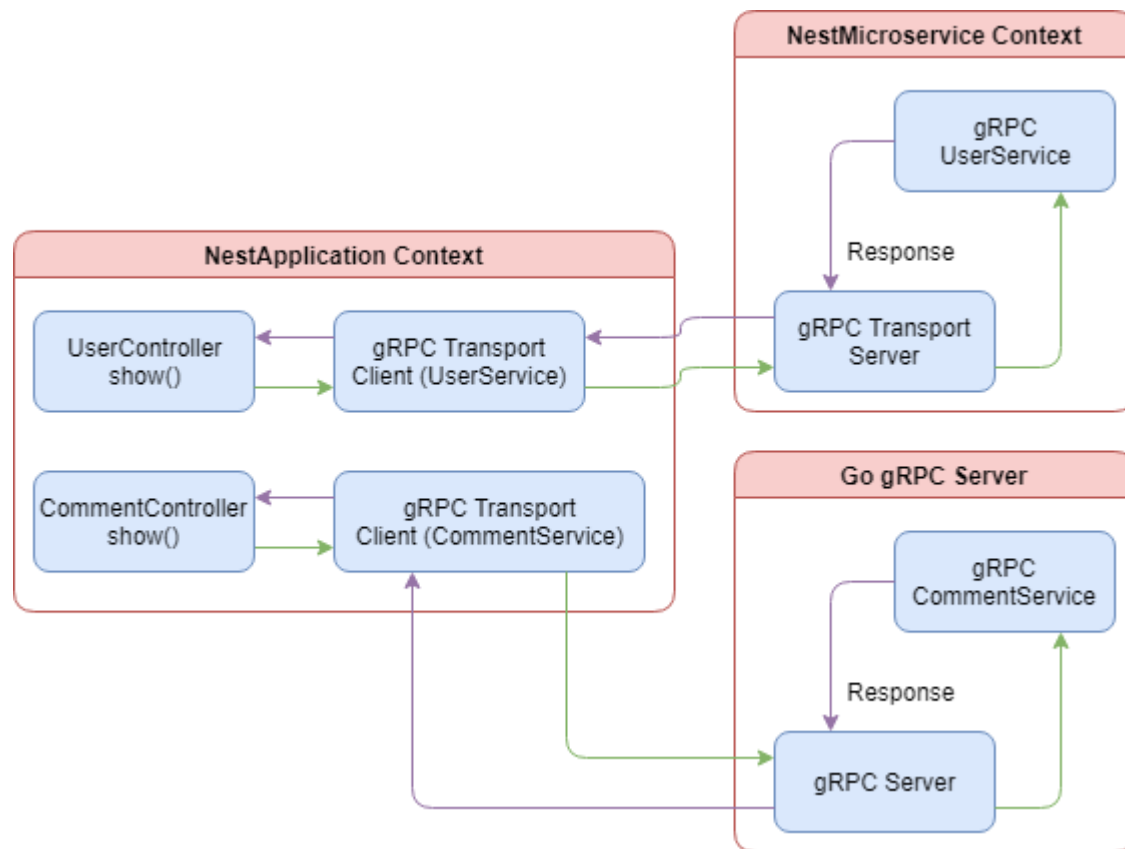 NestMicroservice Context
gRPC
UserService
Response
gRPC Transport
Server
NestApplication Context
UserController
show()
gRPC Transport
Client (UserService)
CommentController
show()
gRPC Transport
Client (CommentService)
Go gRPC Server
gRPC
CommentService
Response
gRPC Server